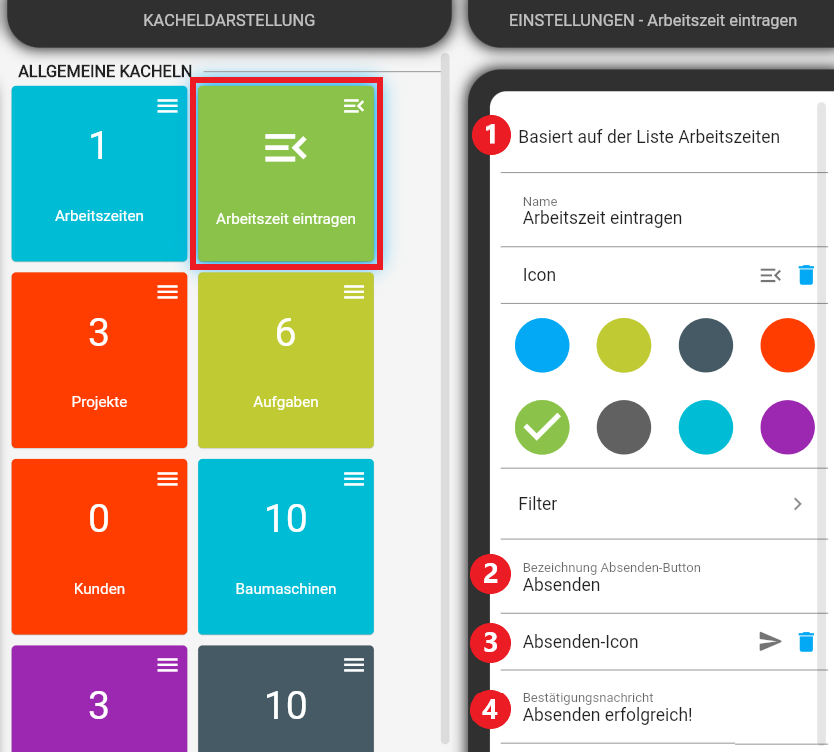 KACHELDARSTELLUNG
ALLGEMEINE KACHELN
1
Arbeitszeiten
Arbeitszeit eintragen
3
Projekte
6
Aufgaben
0
Kunden
10
Baumaschinen
3
10
EINSTELLUNGEN - Arbeitszeit eintragen
1
Basiert auf der Liste Arbeitszeiten
Name
Arbeitszeit eintragen
Icon
Filter
2
Bezeichnung Absenden-Button
Absenden
3
Absenden-Icon
4
Bestätigungsnachricht
Absenden erfolgreich!